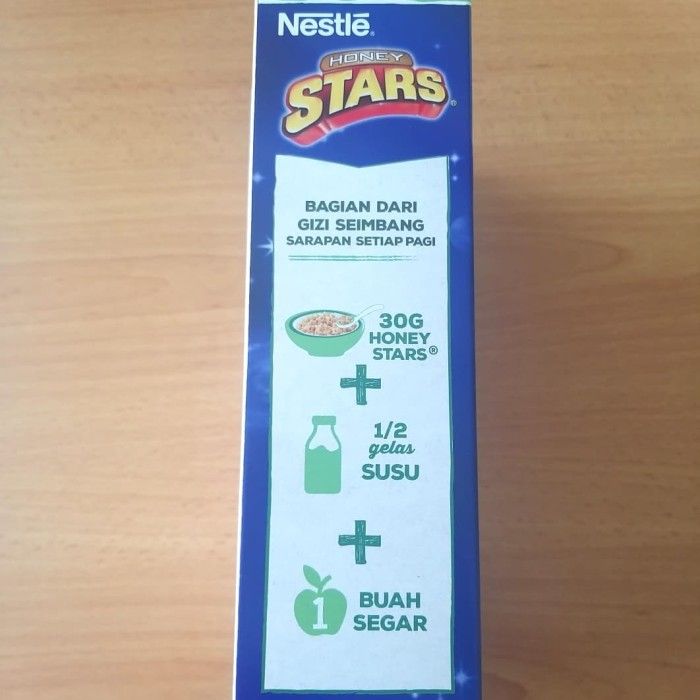 Nestlé®
HONEY
STARS®
BAGIAN DARI
GIZI SEIMBANG
SARAPAN SETIAP PAGI
30G
HONEY
STARS®
+
1/2
gelas
SUSU
+
1
BUAH
SEGAR